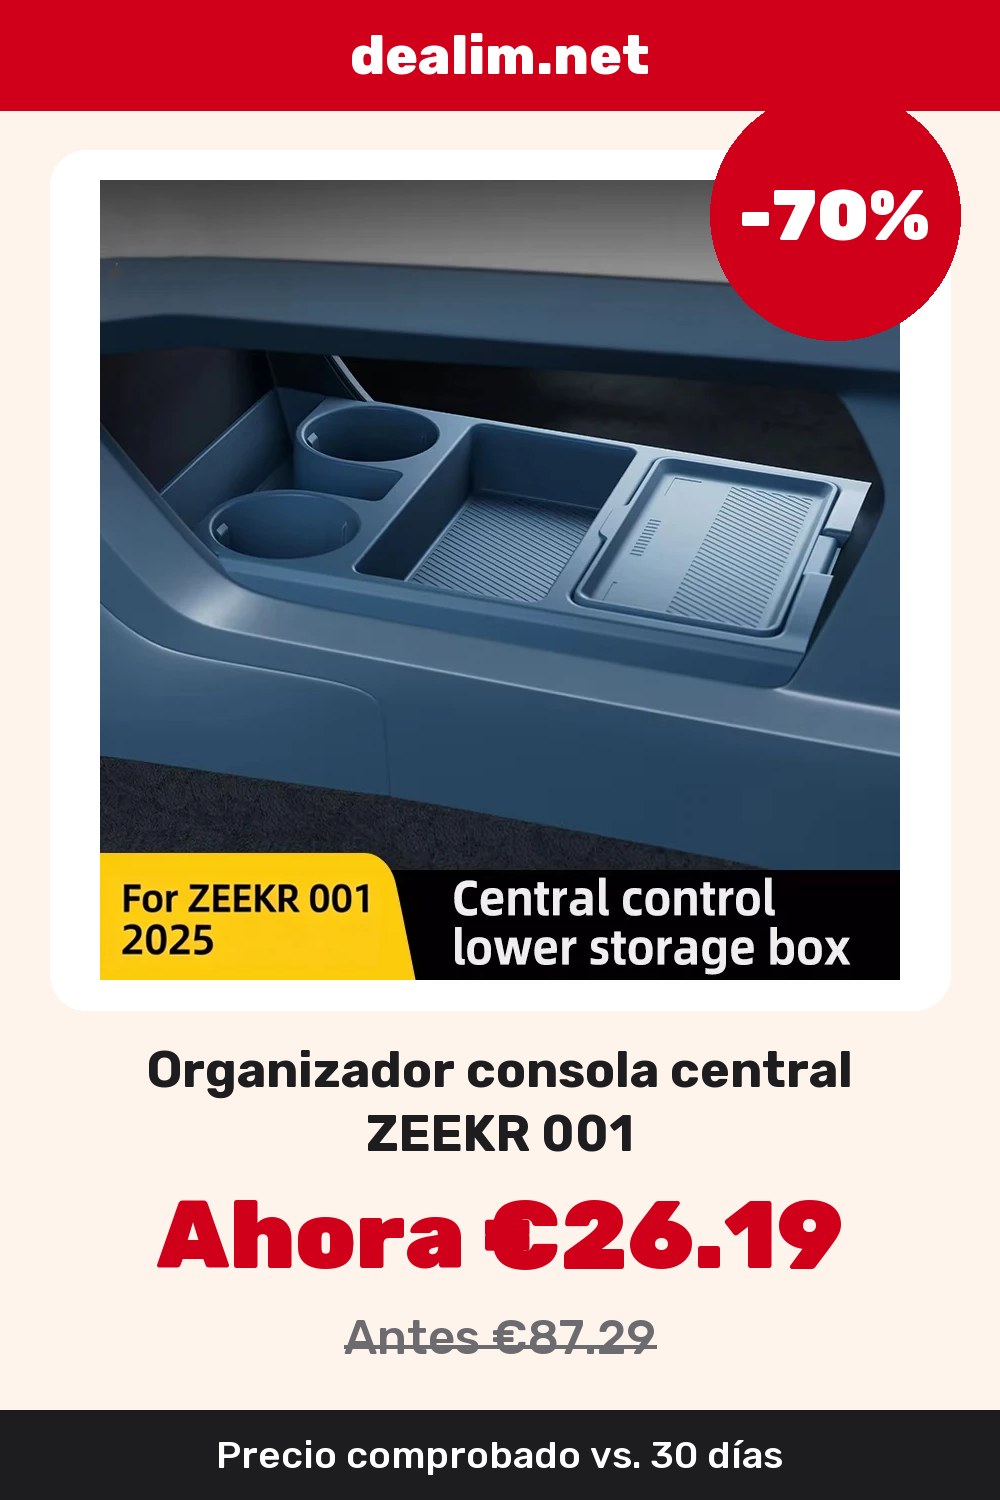 dealim.net
-70%
For ZEEKR 001
2025
Central control
lower storage box
Organizador consola central
ZEEKR 001
Ahora €26.19
Antes €87.29
Precio comprobado vs. 30 días